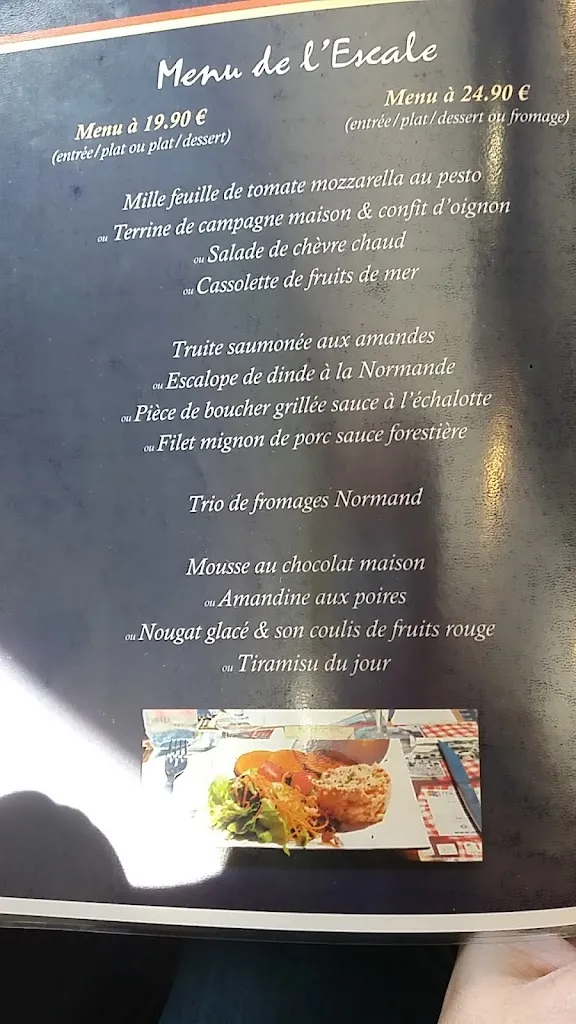 Menu de l'Escale
Menu à 19.90 €
(entrée/plat ou plat/dessert)
Menu à 24.90 €
(entrée/plat/dessert ou fromage)
Mille feuille de tomate mozzarella au pesto
ou Terrine de campagne maison & confit d'oignon
ou Salade de chèvre chaud
ou Cassolette de fruits de mer
Truite saumonée aux amandes
ou Escalope de dinde à la Normande
ou Pièce de boucher grillée sauce à l'échalotte
ou Filet mignon de porc sauce forestière
Trio de fromages Normand
Mousse au chocolat maison
ou Amandine aux poires
ou Nougat glacé & son coulis de fruits rouge
ou Tiramisu du jour